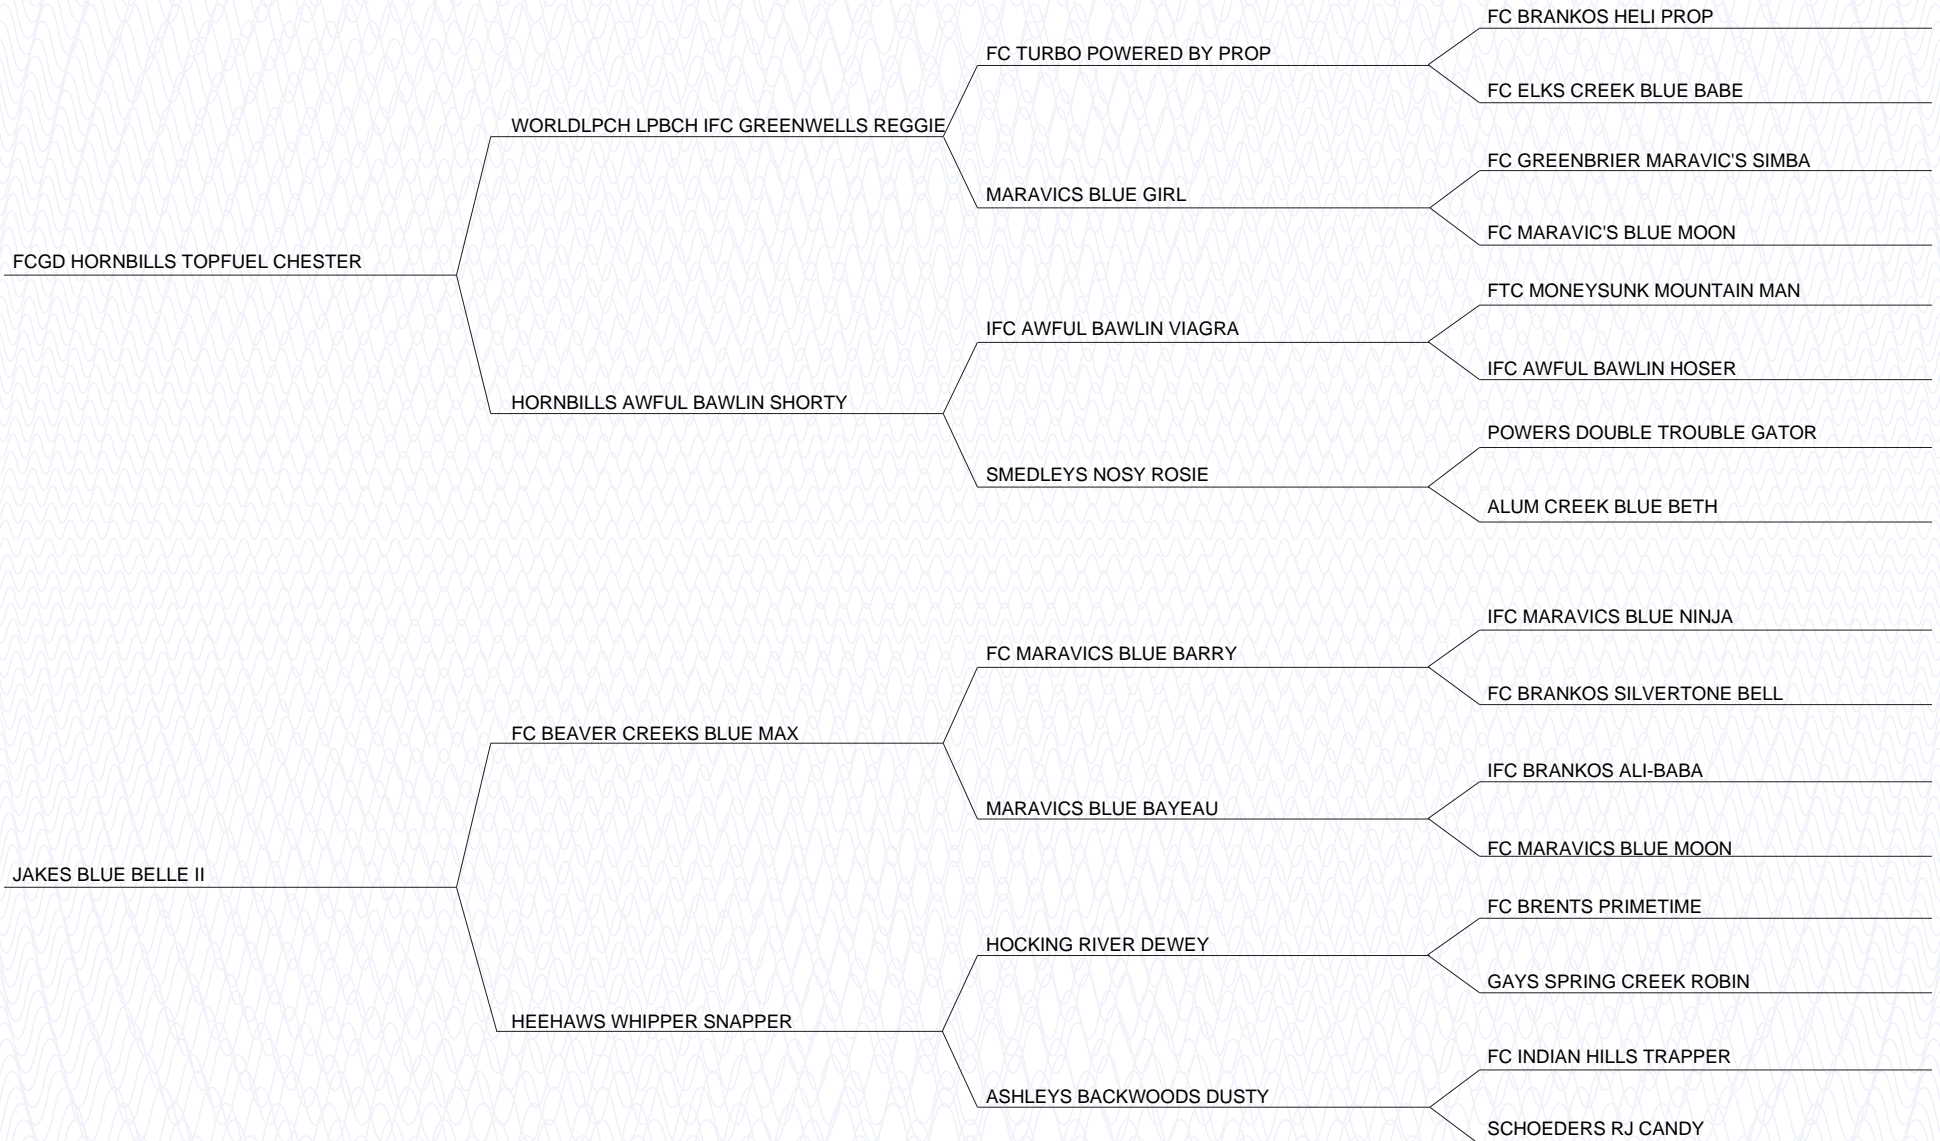 FC BRANKOS HELI PROP
FC TURBO POWERED BY PROP
FC ELKS CREEK BLUE BABE
WORLDLPCH LPBCH IFC GREENWELLS REGGIE
FC GREENBRIER MARAVIC'S SIMBA
MARAVICS BLUE GIRL
FC MARAVIC'S BLUE MOON
FCGD HORNBILLS TOPFUEL CHESTER
FTC MONEYSUNK MOUNTAIN MAN
IFC AWFUL BAWLIN VIAGRA
IFC AWFUL BAWLIN HOSER
HORNBILLS AWFUL BAWLIN SHORTY
POWERS DOUBLE TROUBLE GATOR
SMEDLEYS NOSY ROSIE
ALUM CREEK BLUE BETH
IFC MARAVICS BLUE NINJA
FC MARAVICS BLUE BARRY
FC BRANKOS SILVERTONE BELL
FC BEAVER CREEKS BLUE MAX
IFC BRANKOS ALI-BABA
MARAVICS BLUE BAYEAU
FC MARAVICS BLUE MOON
JAKES BLUE BELLE II
FC BRENTS PRIMETIME
HOCKING RIVER DEWEY
GAYS SPRING CREEK ROBIN
HEEHAWS WHIPPER SNAPPER
FC INDIAN HILLS TRAPPER
ASHLEYS BACKWOODS DUSTY
SCHOEDERS RJ CANDY